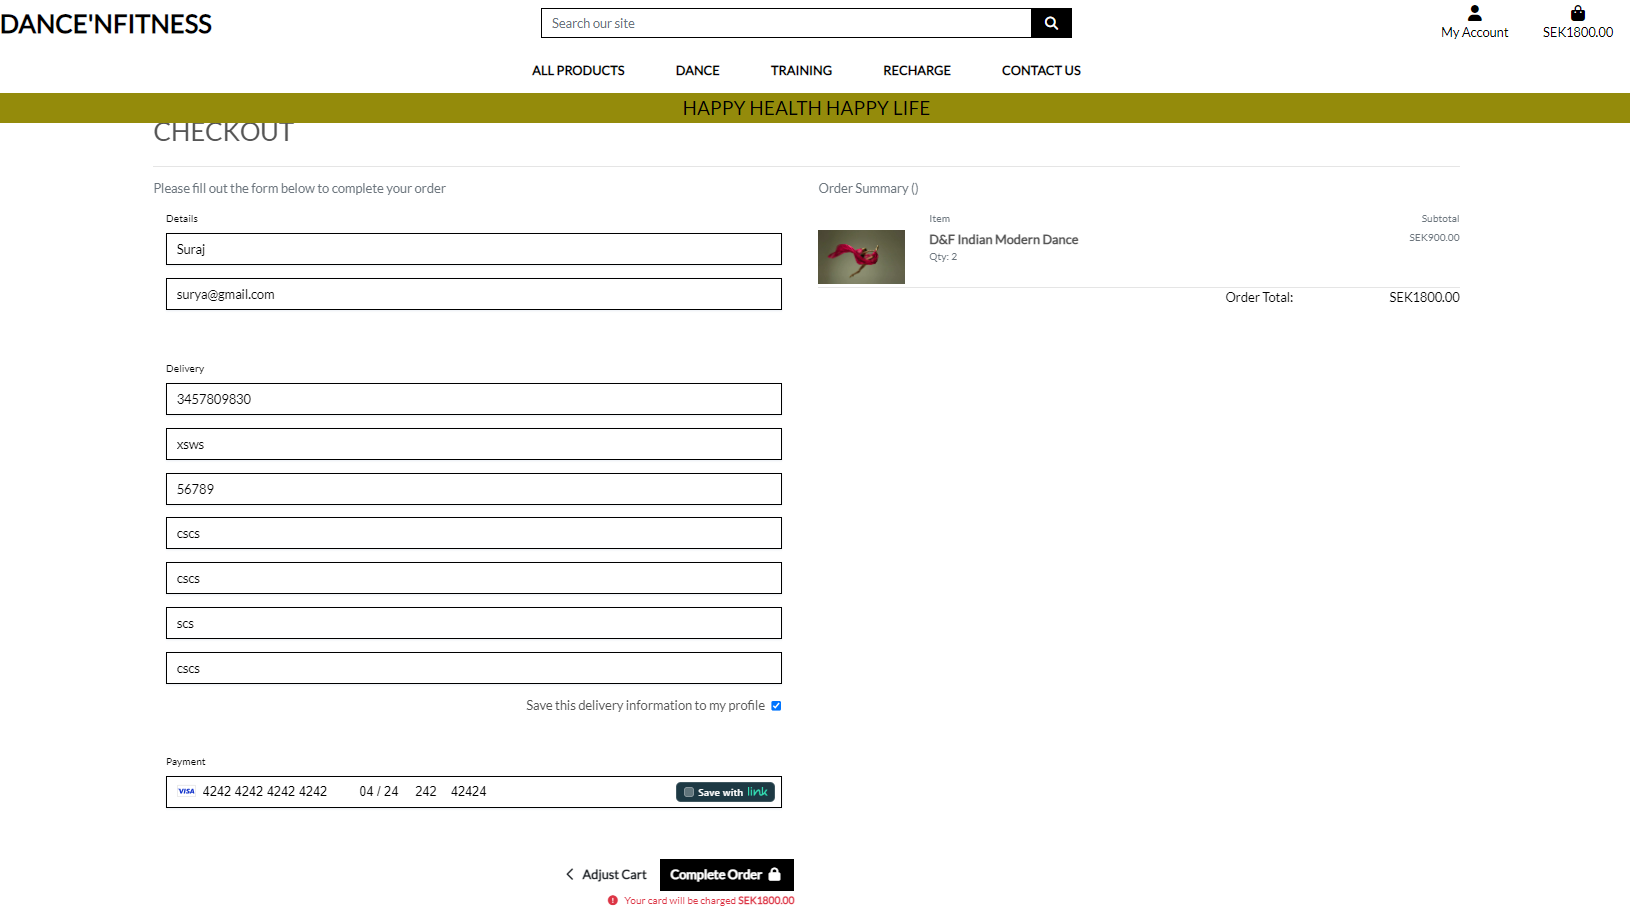 DANCE'NFITNESS
Search our site
My Account
SEK1800.00
ALL PRODUCTS DANCE TRAINING RECHARGE CONTACT US
HAPPY HEALTH HAPPY LIFE
CHECKOUT
Please fill out the form below to complete your order
Details
Suraj
surya@gmail.com
Delivery
3457809830
xsws
56789
cscs
cscs
scs
cscs
Save this delivery information to my profile
Payment
VISA 4242 4242 4242 4242 04 / 24 242 42424 Save with link
Adjust Cart Complete Order
Your card will be charged SEK1800.00
Order Summary ()
Item Subtotal
D&F Indian Modern Dance SEK900.00
Qty: 2
Order Total: SEK1800.00